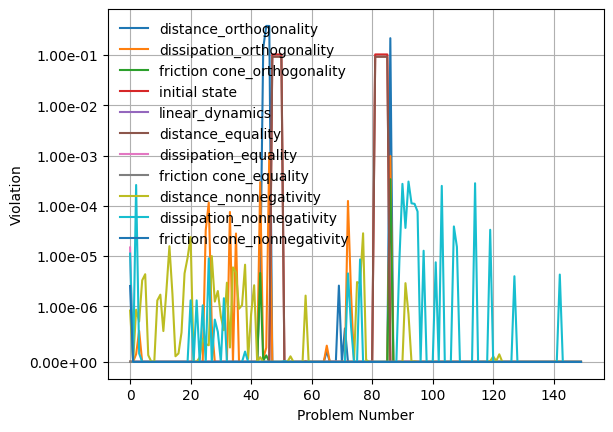 distance_orthogonality
dissipation_orthogonality
friction cone_orthogonality
initial state
linear_dynamics
distance_equality
dissipation_equality
friction cone_equality
distance_nonnegativity
dissipation_nonnegativity
friction cone_nonnegativity
1.00e-01
1.00e-02
1.00e-03
1.00e-04
1.00e-05
1.00e-06
0.00e+00
Violation
0 20 40 60 80 100 120 140
Problem Number